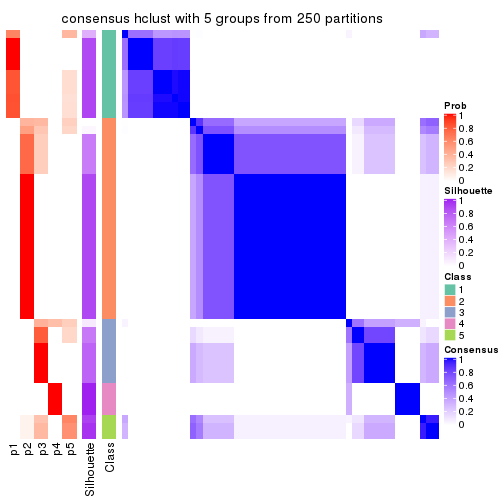 consensus hclust with 5 groups from 250 partitions
Prob
1
0.8
0.6
0.4
0.2
0
Silhouette
1
0.8
0.6
0.4
0.2
0
Class
1
2
3
4
5
Consensus
1
0.8
0.6
0.4
0.2
0
p1
p2
p3
p4
p5
Silhouette
Class